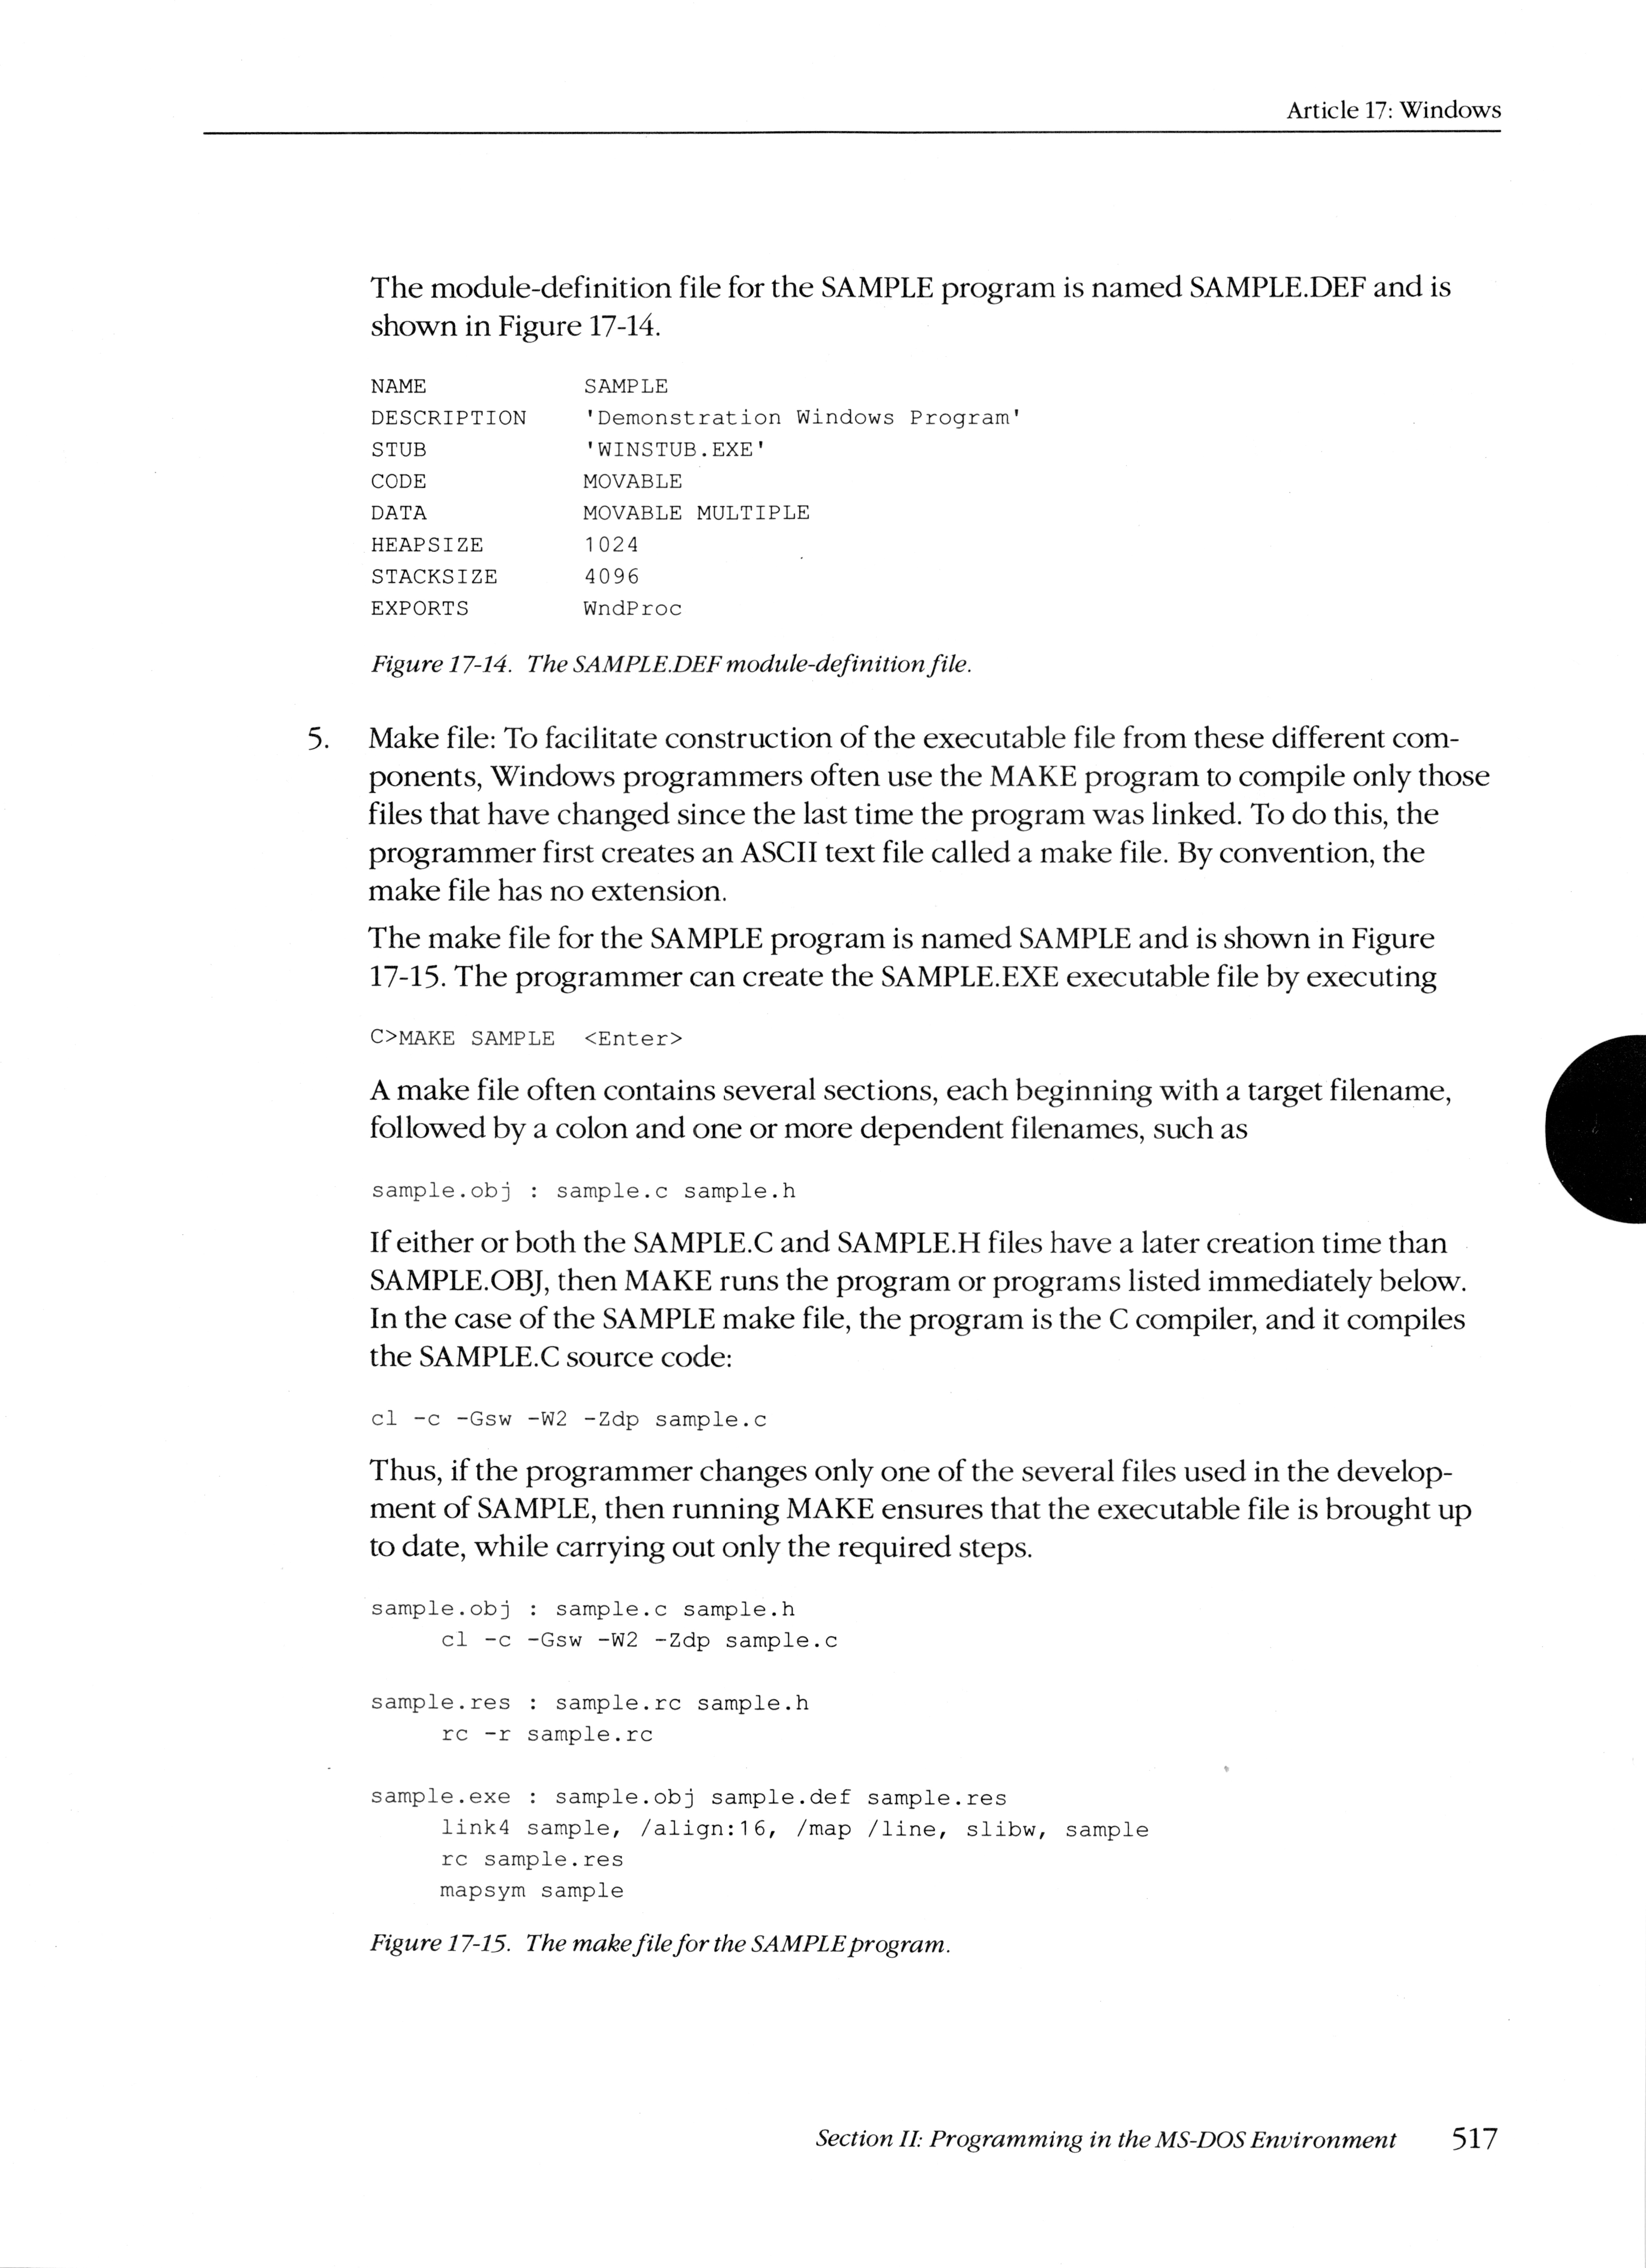 Article 17: Windows
The module-definition file for the SAMPLE program is named SAMPLE.DEF and is
shown in Figure 17-14.
NAME SAMPLE
DESCRIPTION 'Demonstration Windows Program'
STUB 'WINSTUB.EXE'
CODE MOVABLE
DATA MOVABLE MULTIPLE
HEAPSIZE 1024
STACKSIZE 4096
EXPORTS WndProc
Figure 17-14. The SAMPLE.DEF module-definition file.
5. Make file: To facilitate construction of the executable file from these different com-
ponents, Windows programmers often use the MAKE program to compile only those
files that have changed since the last time the program was linked. To do this, the
programmer first creates an ASCII text file called a make file. By convention, the
make file has no extension.
The make file for the SAMPLE program is named SAMPLE and is shown in Figure
17-15. The programmer can create the SAMPLE.EXE executable file by executing
C>MAKE SAMPLE <Enter>
A make file often contains several sections, each beginning with a target filename,
followed by a colon and one or more dependent filenames, such as
sample.obj : sample.c sample.h
If either or both the SAMPLE.C and SAMPLE.H files have a later creation time than
SAMPLE.OBJ, then MAKE runs the program or programs listed immediately below.
In the case of the SAMPLE make file, the program is the C compiler, and it compiles
the SAMPLE.C source code:
cl -c -Gsw -W2 -Zdp sample.c
Thus, if the programmer changes only one of the several files used in the develop-
ment of SAMPLE, then running MAKE ensures that the executable file is brought up
to date, while carrying out only the required steps.
sample.obj : sample.c sample.h
cl -c -Gsw -W2 -Zdp sample.c
sample.res : sample.rc sample.h
rc -r sample.rc
sample.exe : sample.obj sample.def sample.res
link4 sample, /align:16, /map /line, slibw, sample
rc sample.res
mapsym sample
Figure 17-15. The make file for the SAMPLE program.
Section II: Programming in the MS-DOS Environment 517